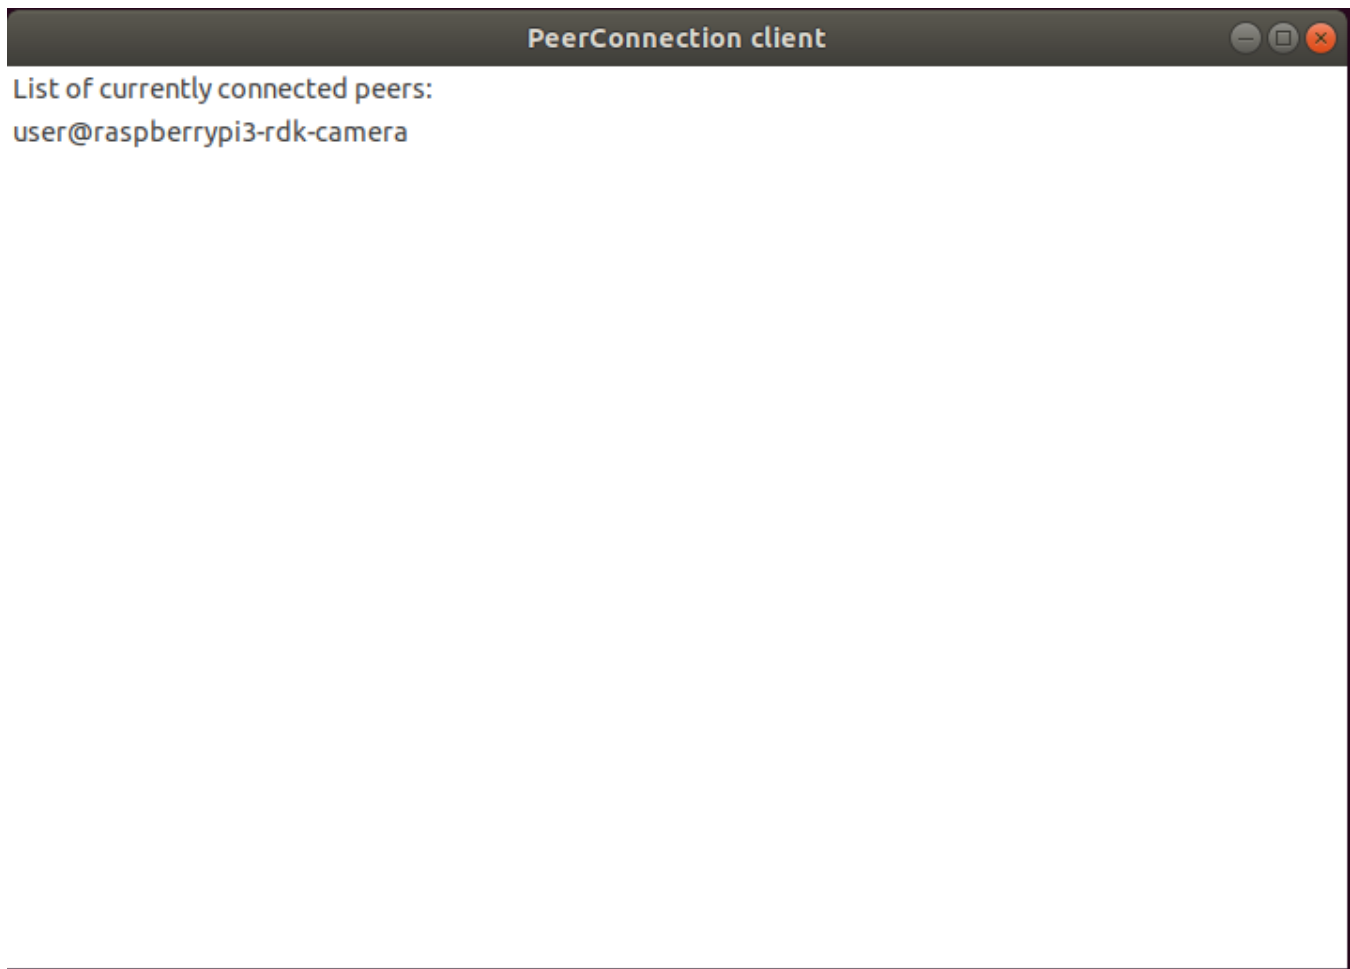 PeerConnection client
List of currently connected peers:
user@raspberrypi3-rdk-camera